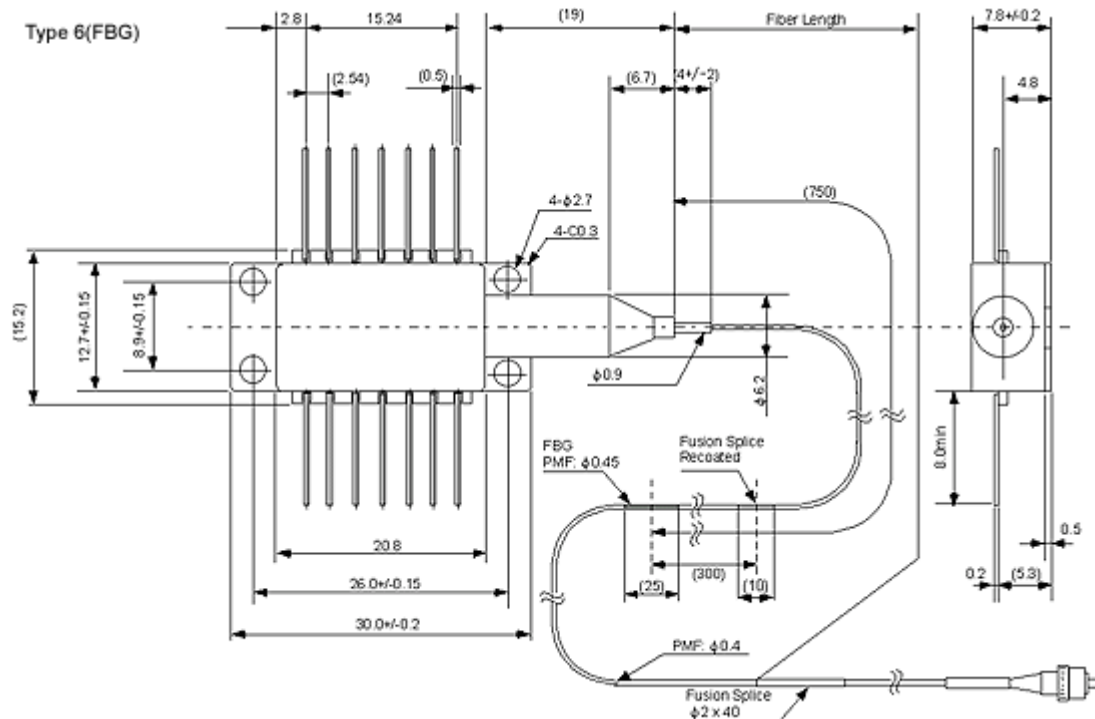 Type 6(FBG)
2.8
15.24
(19)
Fiber Length
7.8+/-0.2
(2.54)
(0.5)
(6.7)
(4+/-2)
4.8
(750)
4-ϕ2.7
4-C0.3
(15.2)
12.7+/-0.15
8.9+/-0.15
ϕ0.9
ϕ6.2
8.0min
FBG
PMF: ϕ0.45
Fusion Splice
Recoated
20.8
26.0+/-0.15
30.0+/-0.2
(25)
(300)
(10)
0.5
0.2
(5.3)
PMF: ϕ0.4
Fusion Splice
ϕ2 x 40